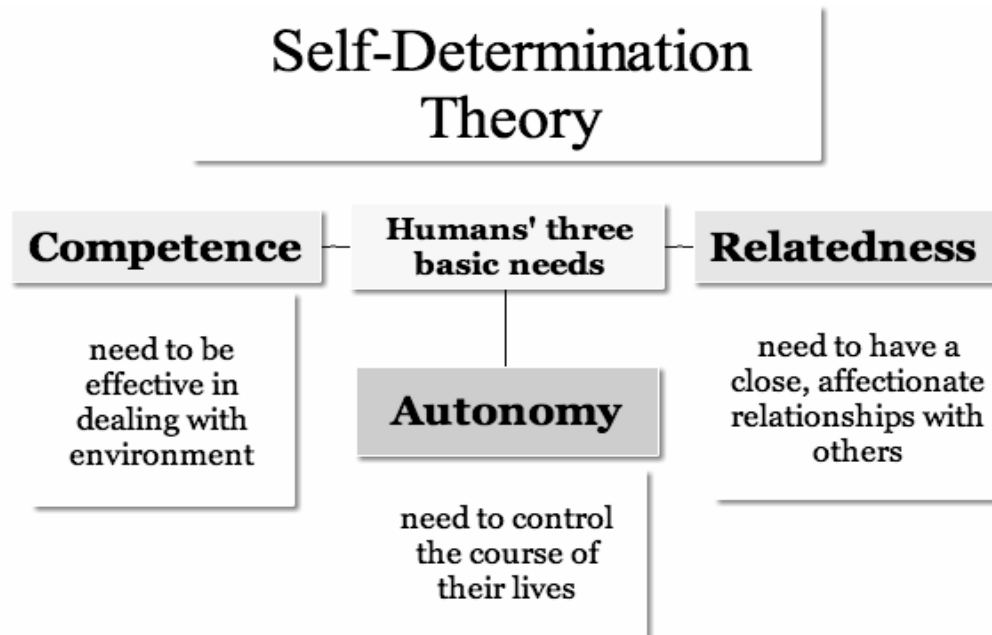 Self-Determination
Theory
Competence
Humans' three
basic needs
Relatedness
need to be
effective in
dealing with
environment
Autonomy
need to control
the course of
their lives
need to have a
close, affectionate
relationships with
others